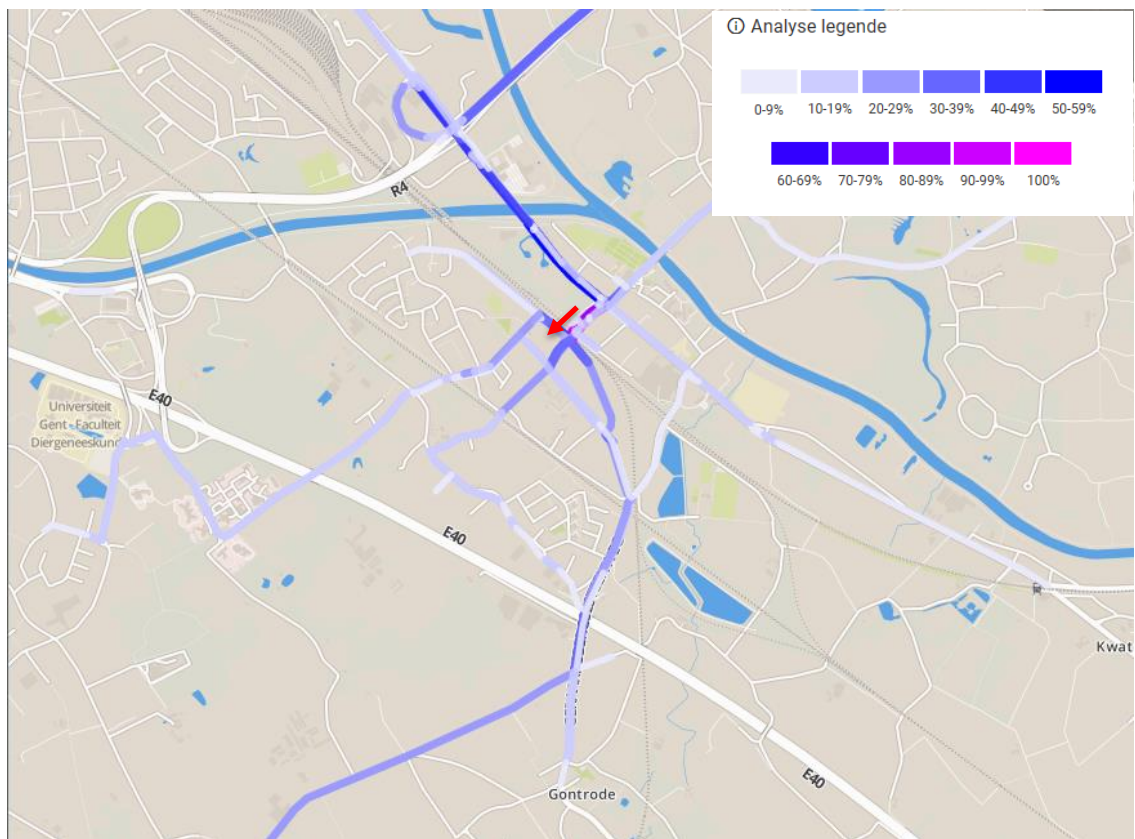 Analyse legende
0-9%
10-19%
20-29%
30-39%
40-49%
50-59%
60-69%
70-79%
80-89%
90-99%
100%
R4
E40
Universiteit
Gent - Faculteit
Diergeneeskund
E40
Kwat
E40
Gontrode